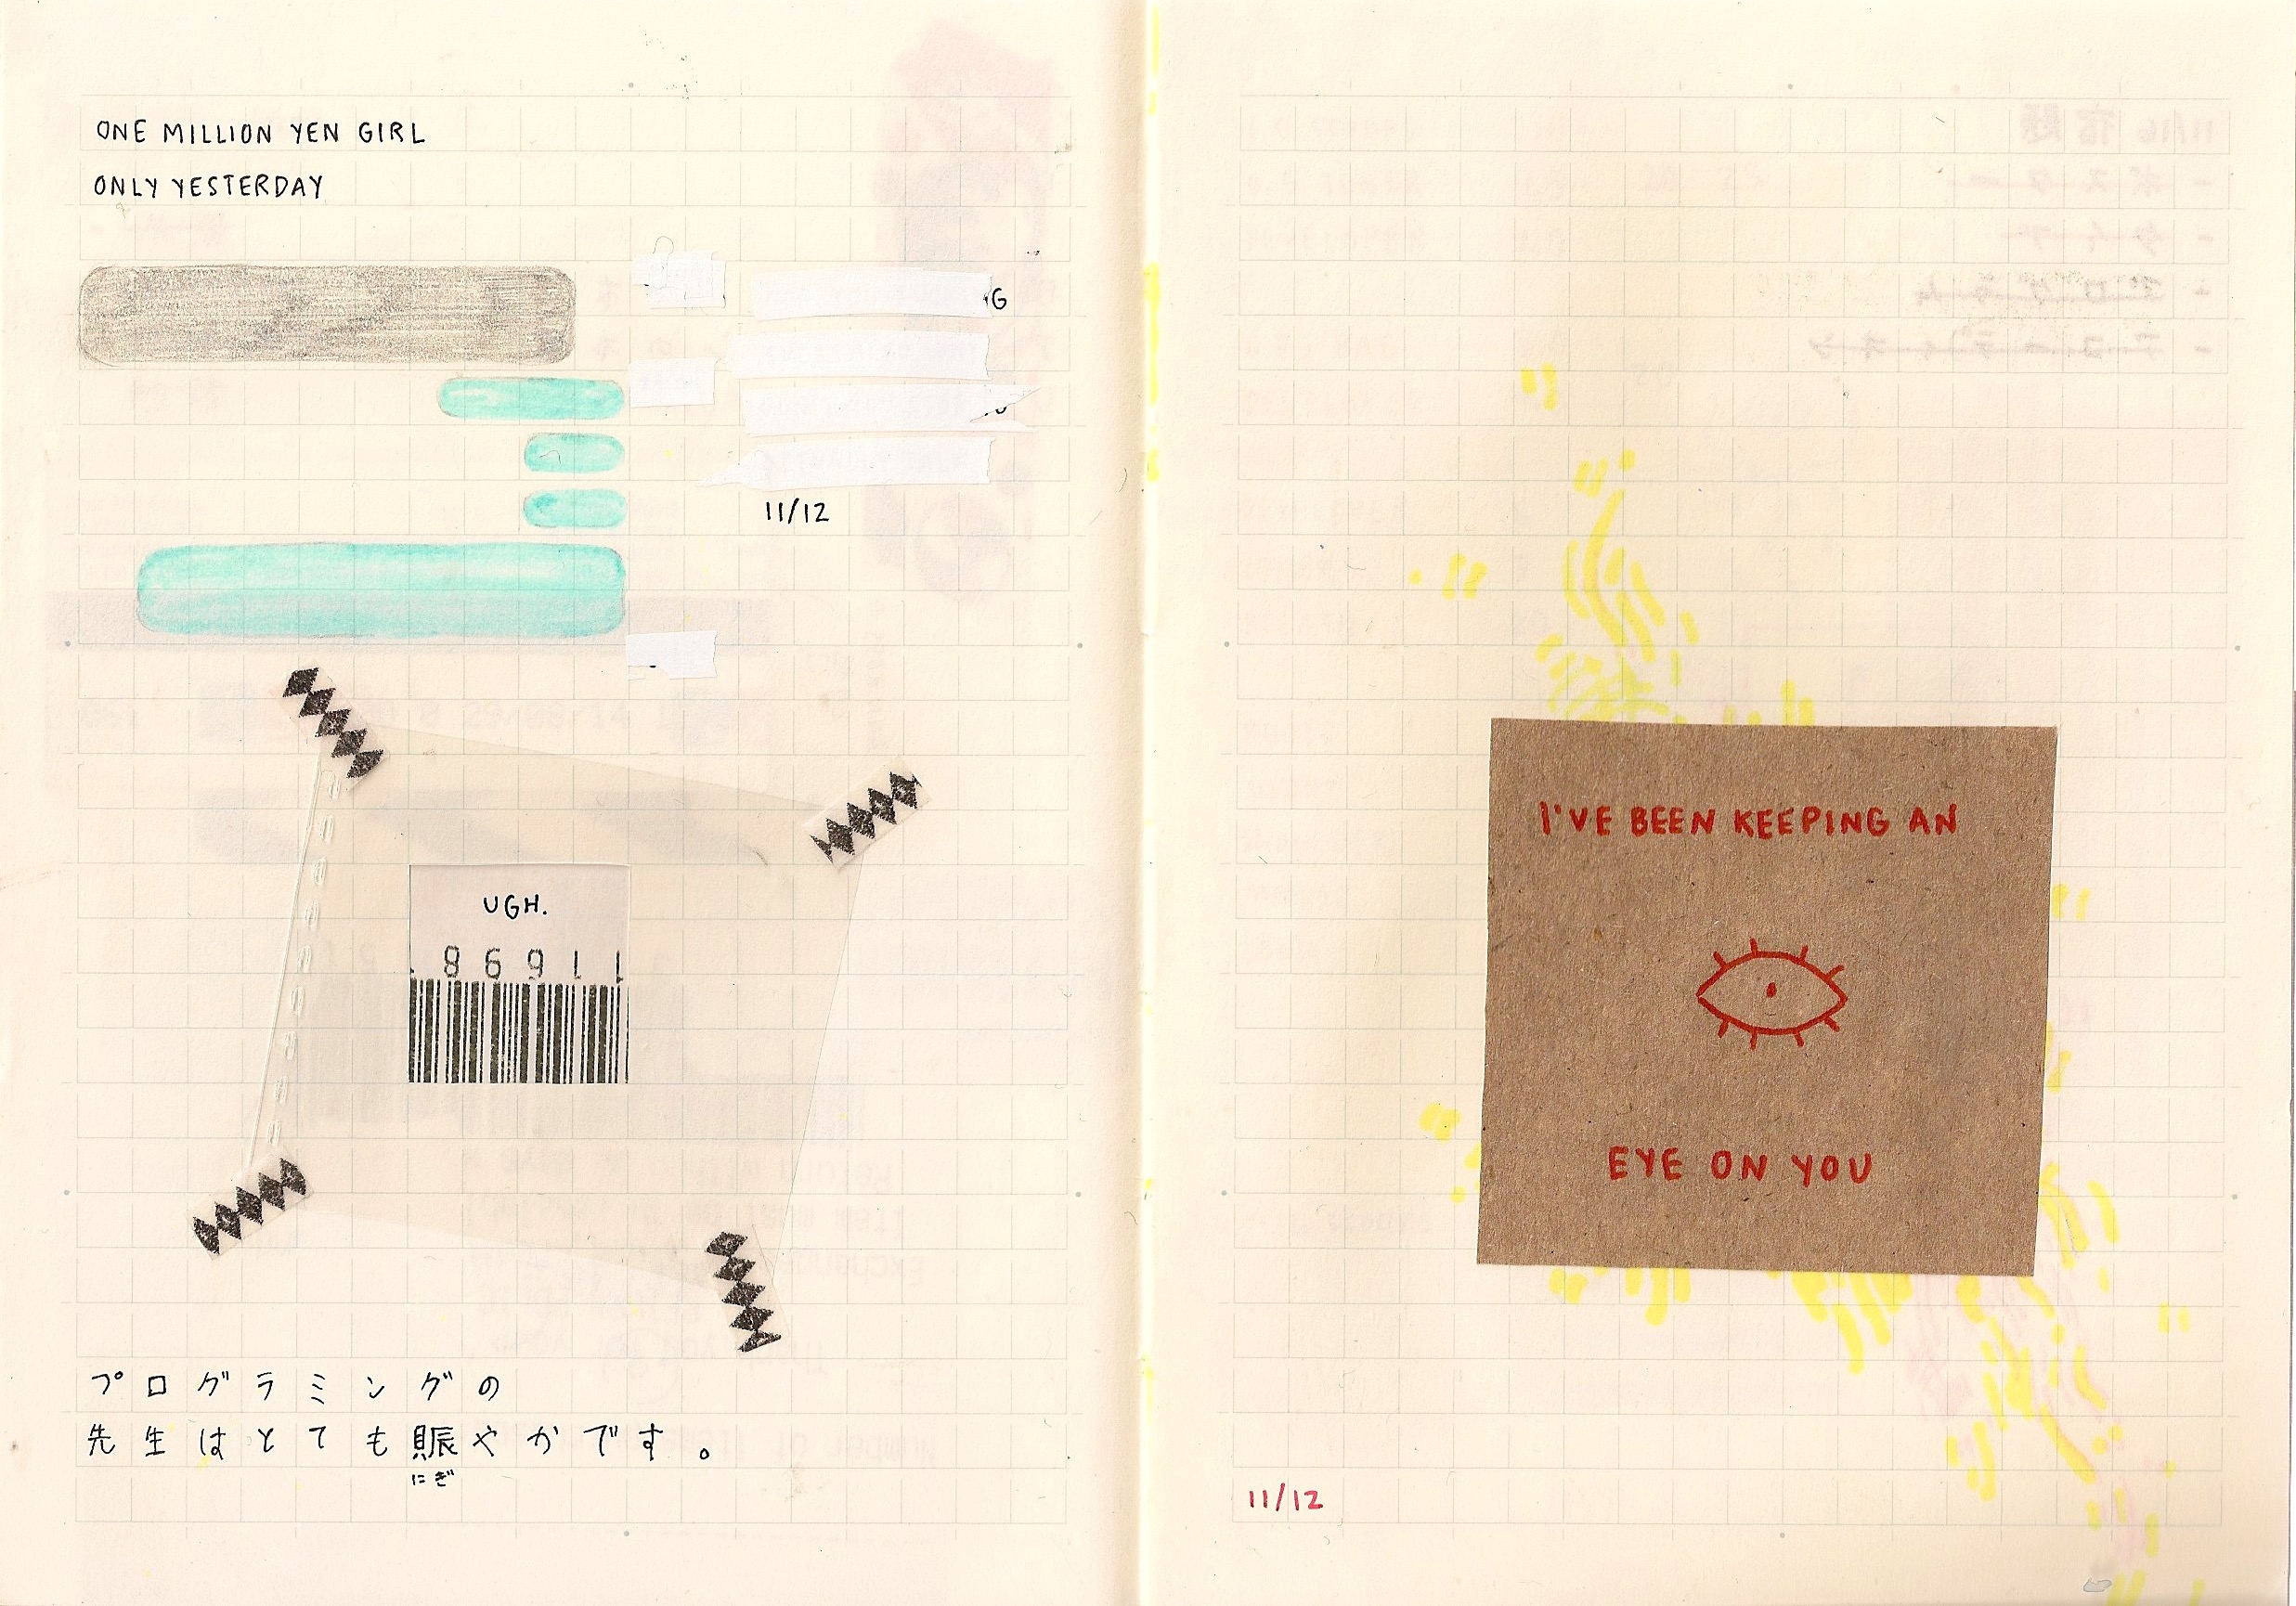 ONE MILLION YEN GIRL
ONLY YESTERDAY
G
11/12
UGH.
86911
プログラミングの
先生はとても賑やかです。
にぎ
I'VE BEEN KEEPING AN
EYE ON YOU
11/12